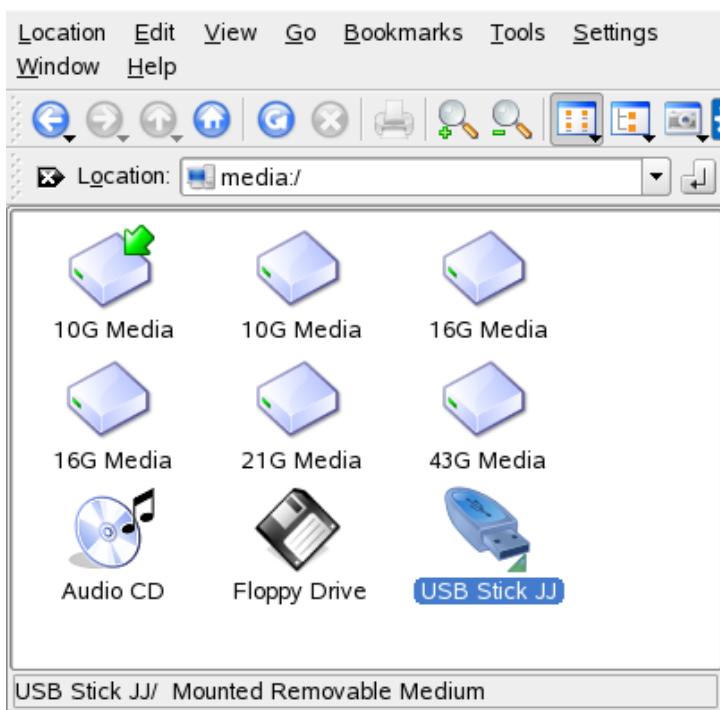 Location Edit View Go Bookmarks Tools Settings
Window Help
Location: media:/
10G Media 10G Media 16G Media
16G Media 21G Media 43G Media
Audio CD Floppy Drive USB Stick JJ
USB Stick JJ/ Mounted Removable Medium